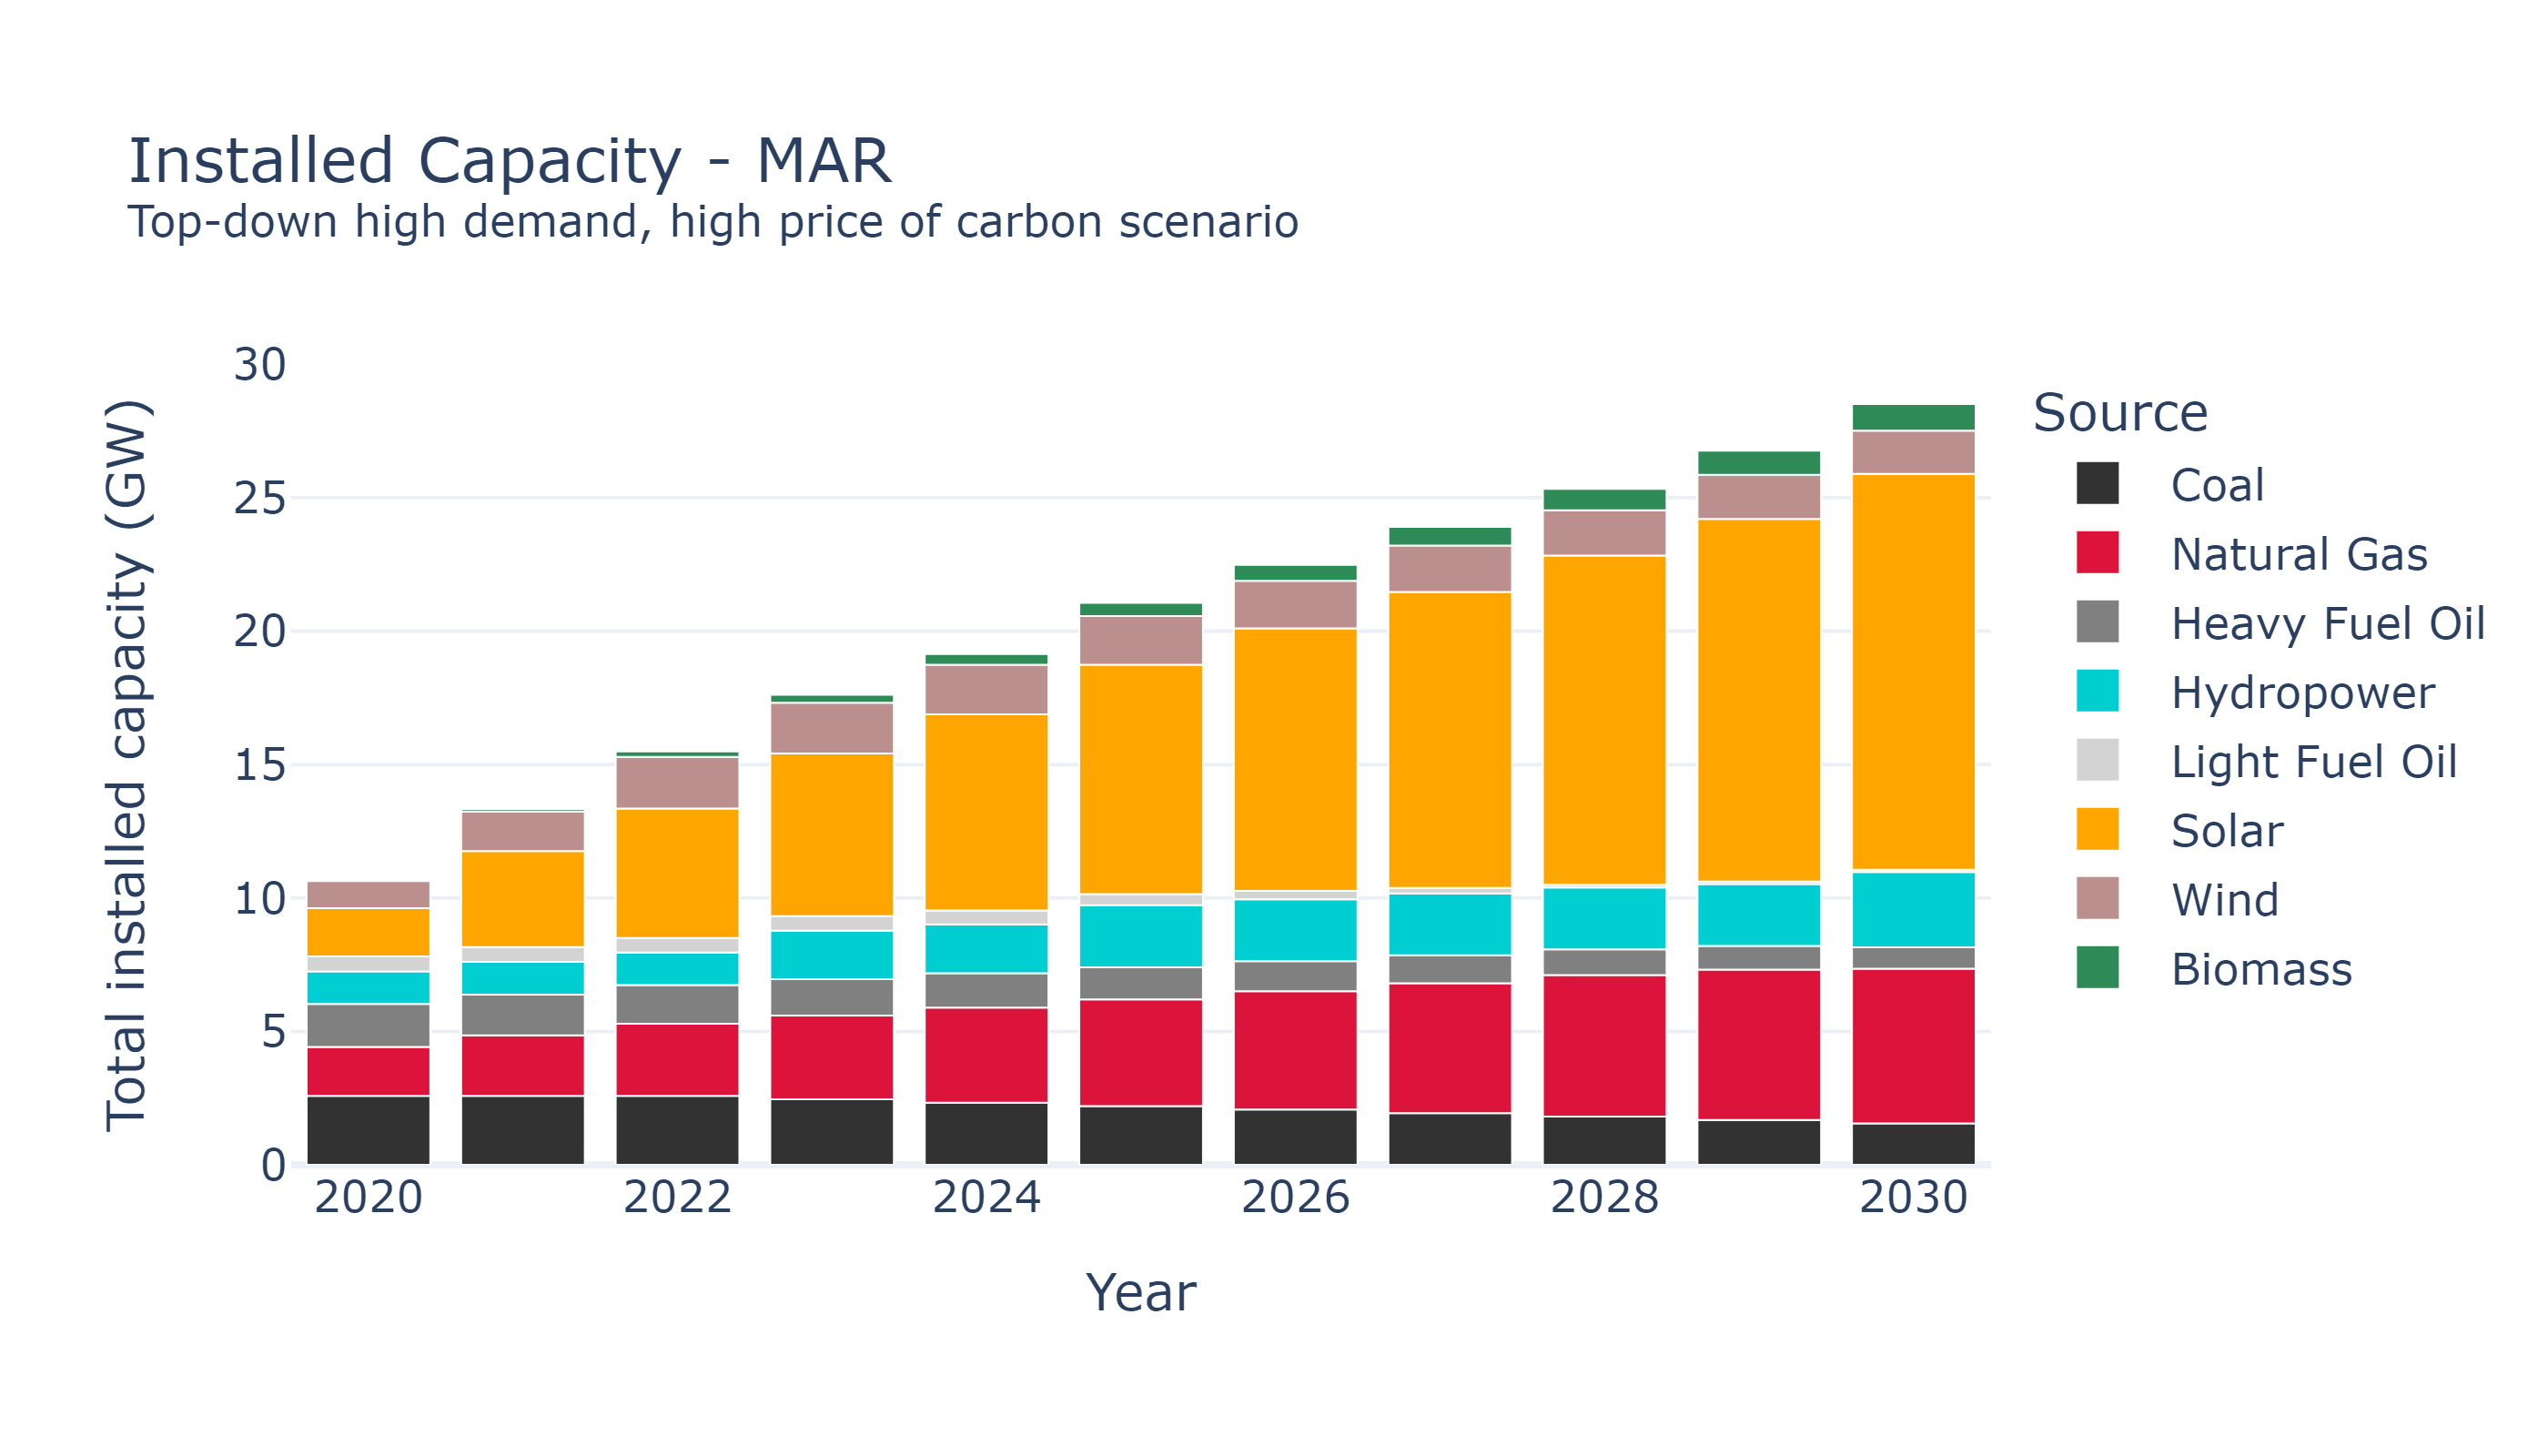 Installed Capacity - MAR
Top-down high demand, high price of carbon scenario
Total installed capacity (GW)
30
25
20
15
10
5
0
2020
2022
2024
2026
2028
2030
Year
Source
Coal
Natural Gas
Heavy Fuel Oil
Hydropower
Light Fuel Oil
Solar
Wind
Biomass